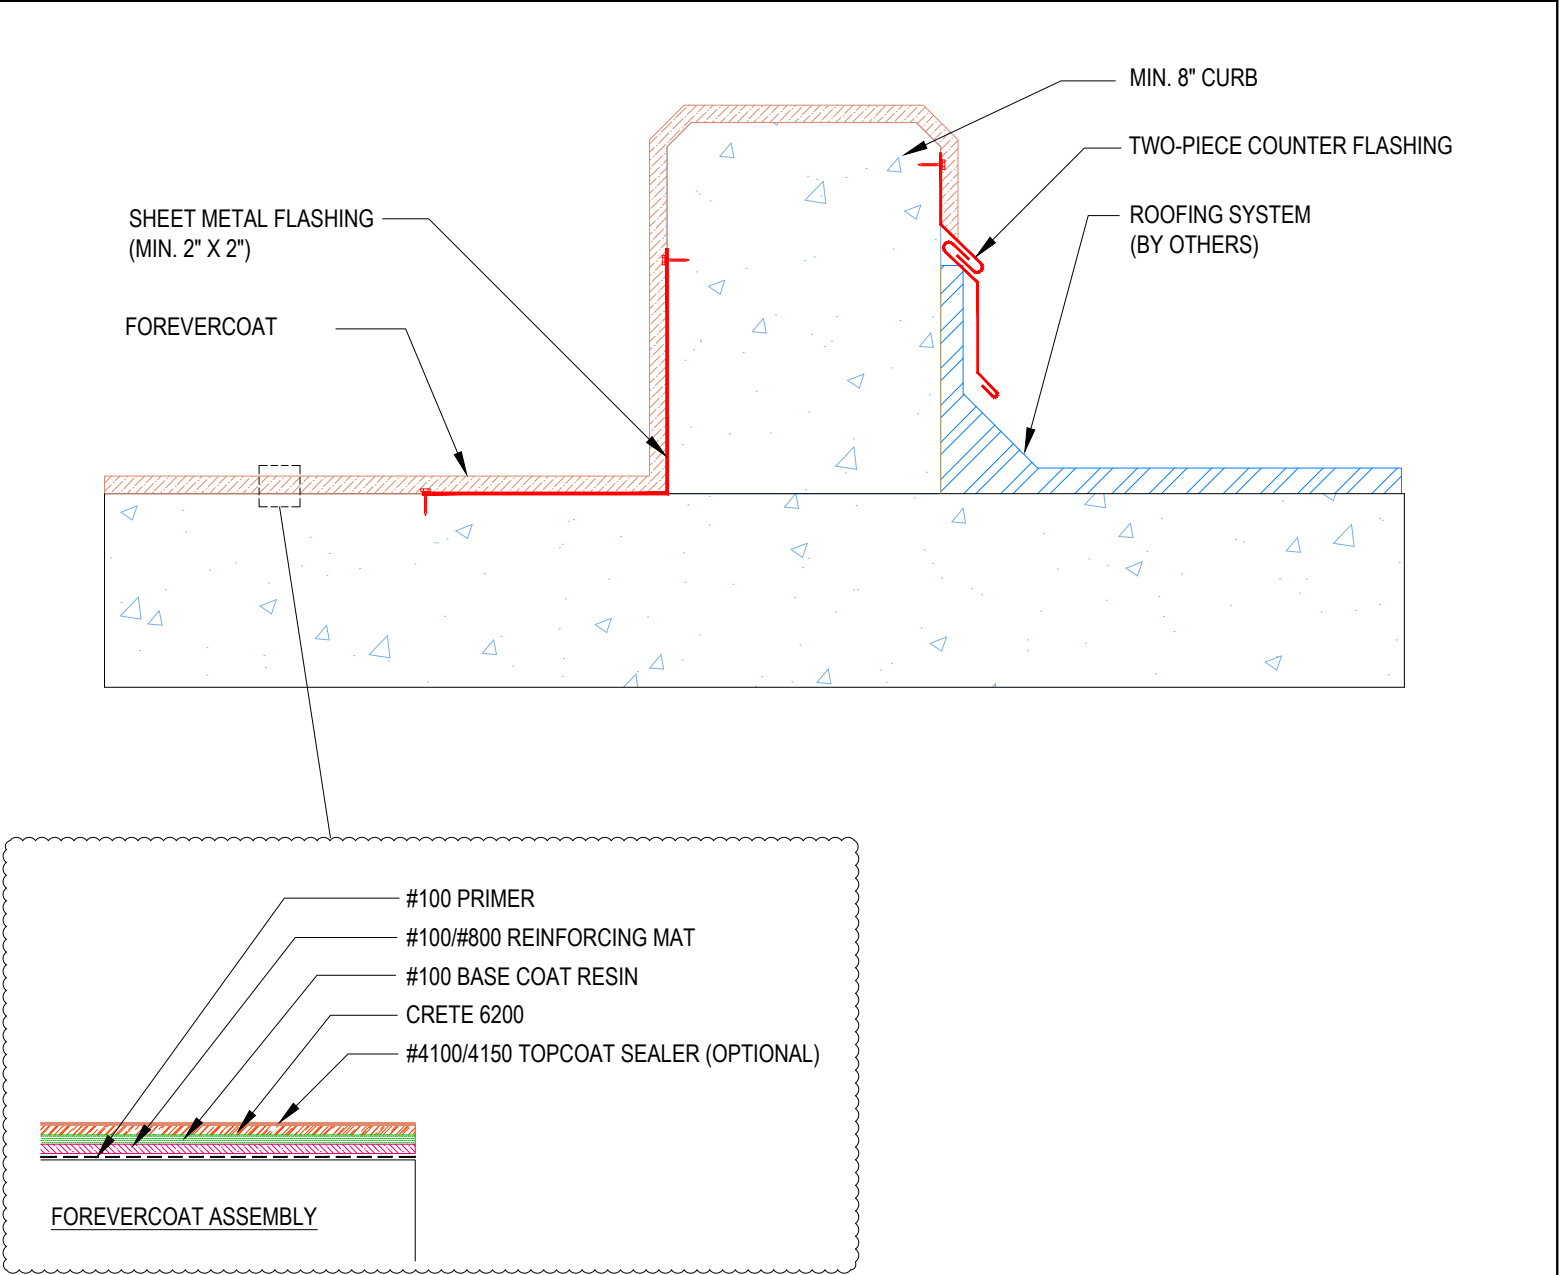 MIN. 8" CURB
TWO-PIECE COUNTER FLASHING
SHEET METAL FLASHING
(MIN. 2" X 2")
ROOFING SYSTEM
(BY OTHERS)
FOREVERCOAT
#100 PRIMER
#100/#800 REINFORCING MAT
#100 BASE COAT RESIN
CRETE 6200
#4100/4150 TOPCOAT SEALER (OPTIONAL)
FOREVERCOAT ASSEMBLY